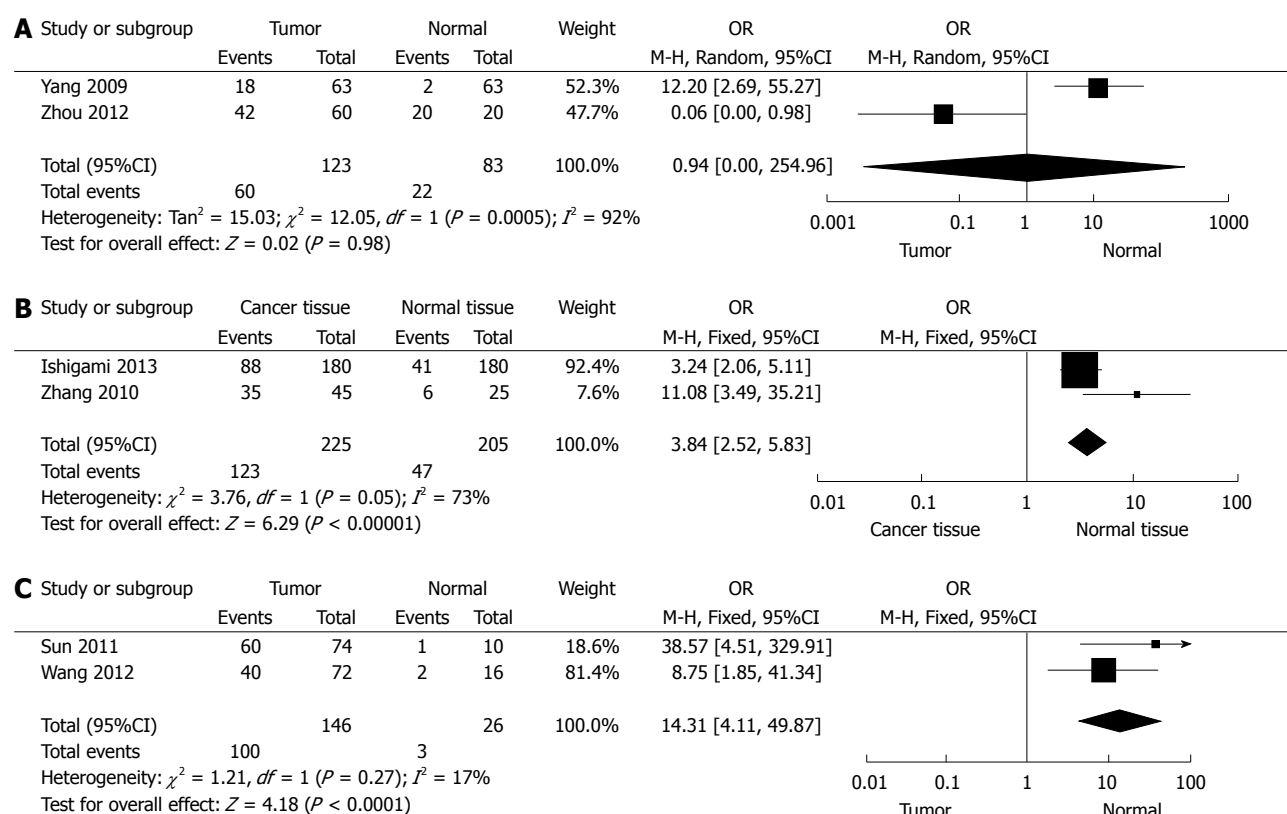 A Study or subgroup Tumor Normal Weight OR OR
Events Total Events Total M-H, Random, 95%CI M-H, Random, 95%CI
Yang 2009 18 63 2 63 52.3% 12.20 [2.69, 55.27]
Zhou 2012 42 60 20 20 47.7% 0.06 [0.00, 0.98]
Total (95%CI) 123 83 100.0% 0.94 [0.00, 254.96]
Total events 60 22
Heterogeneity: Tan² = 15.03; χ² = 12.05, df = 1 (P = 0.0005); I² = 92%
Test for overall effect: Z = 0.02 (P = 0.98)
0.001 0.1 1 10 1000
Tumor Normal
B Study or subgroup Cancer tissue Normal tissue Weight OR OR
Events Total Events Total M-H, Fixed, 95%CI M-H, Fixed, 95%CI
Ishigami 2013 88 180 41 180 92.4% 3.24 [2.06, 5.11]
Zhang 2010 35 45 6 25 7.6% 11.08 [3.49, 35.21]
Total (95%CI) 225 205 100.0% 3.84 [2.52, 5.83]
Total events 123 47
Heterogeneity: χ² = 3.76, df = 1 (P = 0.05); I² = 73%
Test for overall effect: Z = 6.29 (P < 0.00001)
0.01 0.1 1 10 100
Cancer tissue Normal tissue
C Study or subgroup Tumor Normal Weight OR OR
Events Total Events Total M-H, Fixed, 95%CI M-H, Fixed, 95%CI
Sun 2011 60 74 1 10 18.6% 38.57 [4.51, 329.91]
Wang 2012 40 72 2 16 81.4% 8.75 [1.85, 41.34]
Total (95%CI) 146 26 100.0% 14.31 [4.11, 49.87]
Total events 100 3
Heterogeneity: χ² = 1.21, df = 1 (P = 0.27); I² = 17%
Test for overall effect: Z = 4.18 (P < 0.0001)
0.01 0.1 1 10 100
Tumor Normal